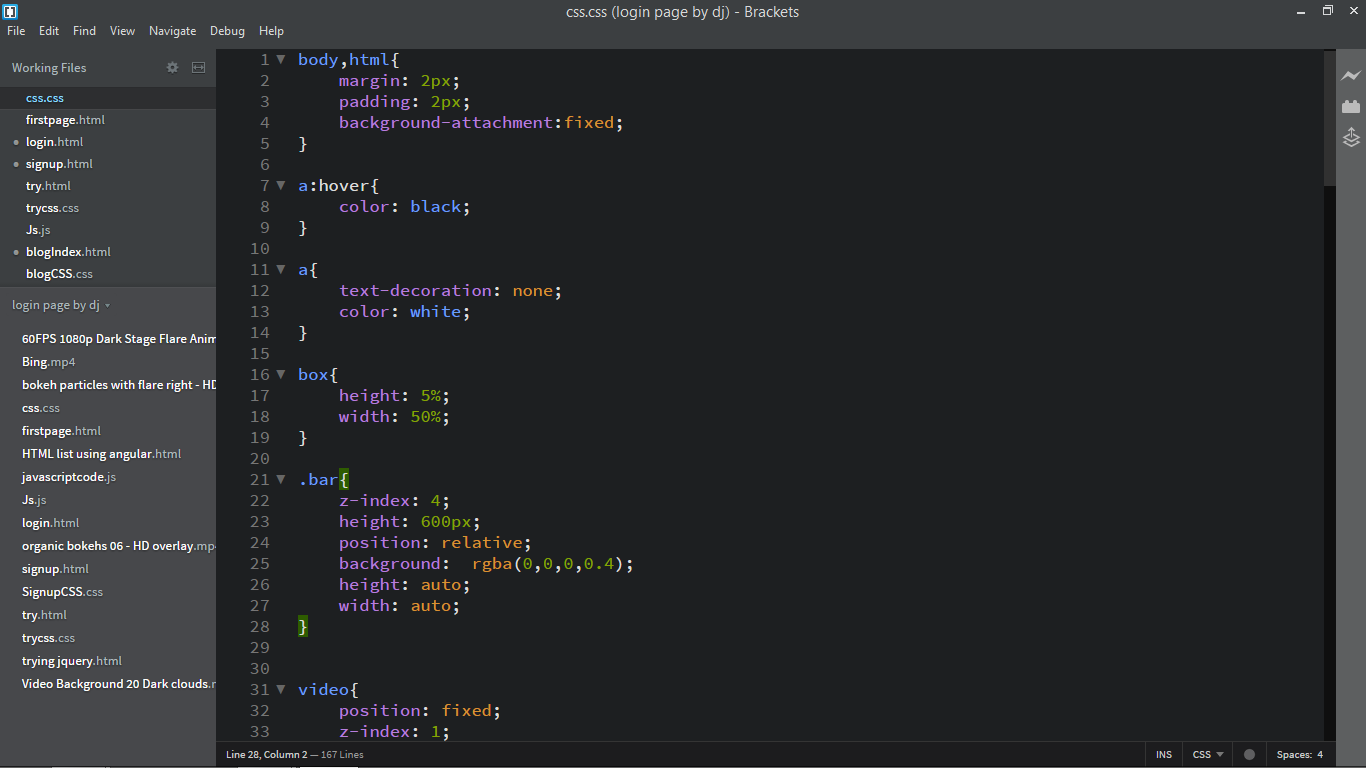 css.css (login page by dj) - Brackets
File Edit Find View Navigate Debug Help
Working Files
css.css
firstpage.html
login.html
signup.html
try.html
trycss.css
Js.js
blogIndex.html
blogCSS.css
login page by dj
60FPS 1080p Dark Stage Flare Anim
Bing.mp4
bokeh particles with flare right - HD
css.css
firstpage.html
HTML list using angular.html
javascriptcode.js
Js.js
login.html
organic bokehs 06 - HD overlay.mp
signup.html
SignupCSS.css
try.html
trycss.css
trying jquery.html
Video Background 20 Dark clouds.
1 body,html{
2     margin: 2px;
3     padding: 2px;
4     background-attachment:fixed;
5 }
6
7 a:hover{
8     color: black;
9 }
10
11 a{
12     text-decoration: none;
13     color: white;
14 }
15
16 box{
17     height: 5%;
18     width: 50%;
19 }
20
21 .bar{
22     z-index: 4;
23     height: 600px;
24     position: relative;
25     background:  rgba(0,0,0,0.4);
26     height: auto;
27     width: auto;
28 }
29
30
31 video{
32     position: fixed;
33     z-index: 1;
Line 28, Column 2 — 167 Lines
INS CSS Spaces: 4